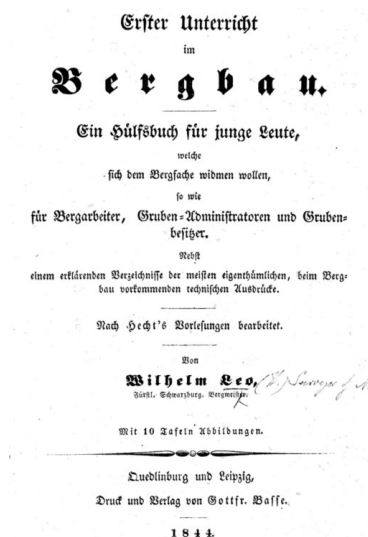 Erster Unterricht
im
Bergbau.
Ein Hülfsbuch für junge Leute,
welche
sich dem Bergfache widmen wollen,
so wie
für Bergarbeiter, Gruben-Administratoren und Gruben-
besitzer.
Nebst
einem erklärenden Verzeichnisse der meisten eigenthümlichen, beim Berg-
bau vorkommenden technischen Ausdrücke.
Nach Hecht's Vorlesungen bearbeitet.
Von
Wilhelm Leo,
Fürstl. Schwarzburg. Bergmeister.
Mit 10 Tafeln Abbildungen.
Quedlinburg und Leipzig,
Druck und Verlag von Gottfr. Basse.
1844